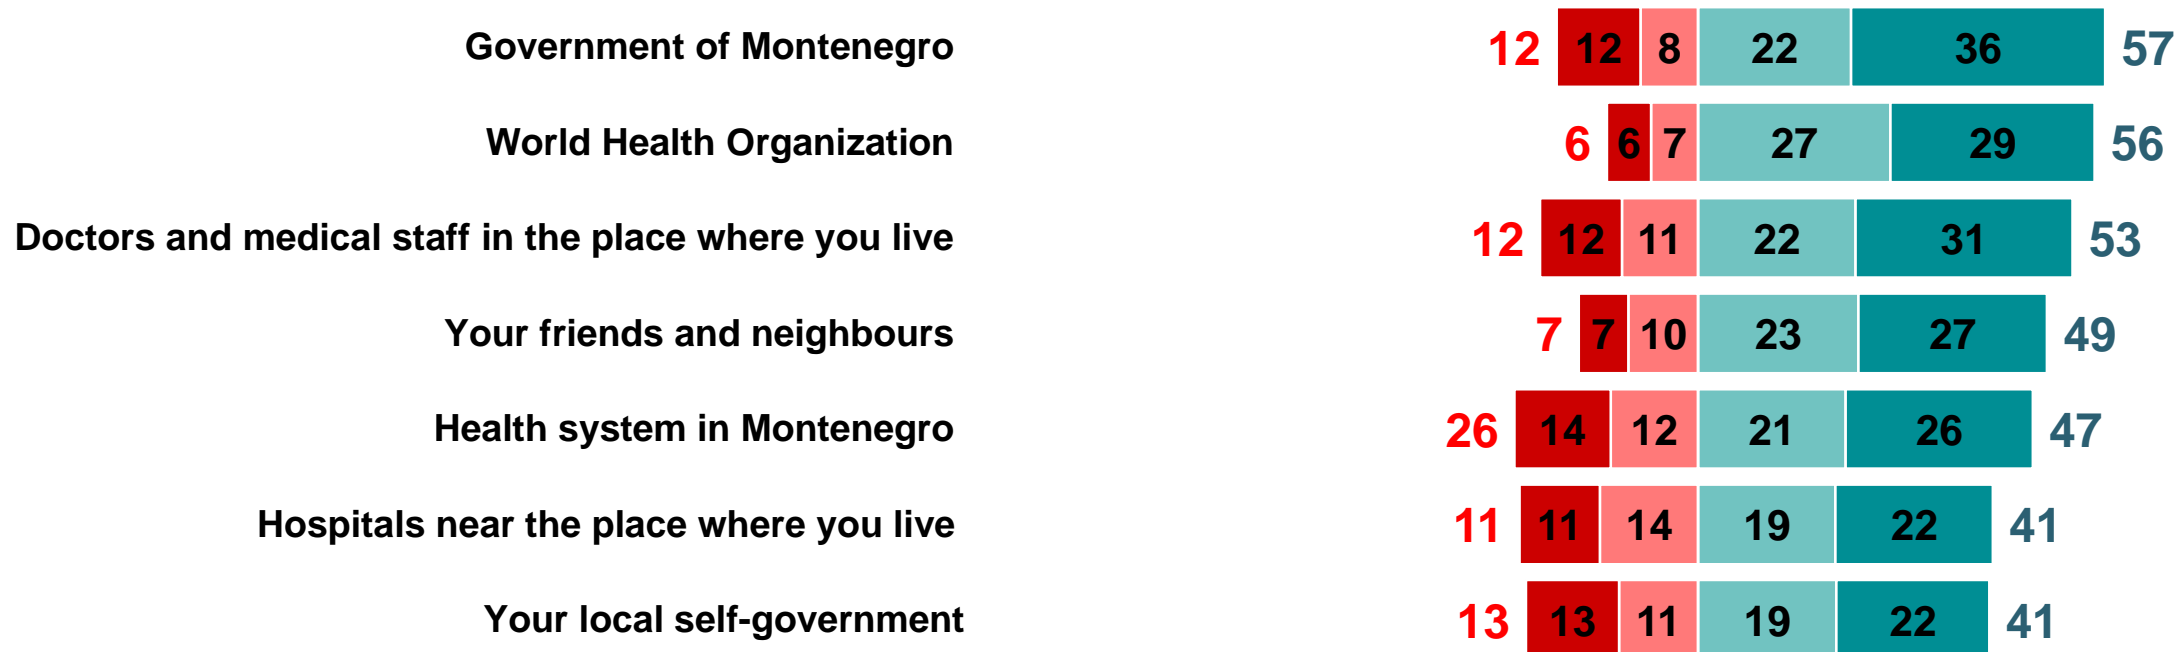 Government of Montenegro 12 12 8 22 36 57
World Health Organization 6 6 7 27 29 56
Doctors and medical staff in the place where you live 12 12 11 22 31 53
Your friends and neighbours 7 7 10 23 27 49
Health system in Montenegro 26 14 12 21 26 47
Hospitals near the place where you live 11 11 14 19 22 41
Your local self-government 13 13 11 19 22 41